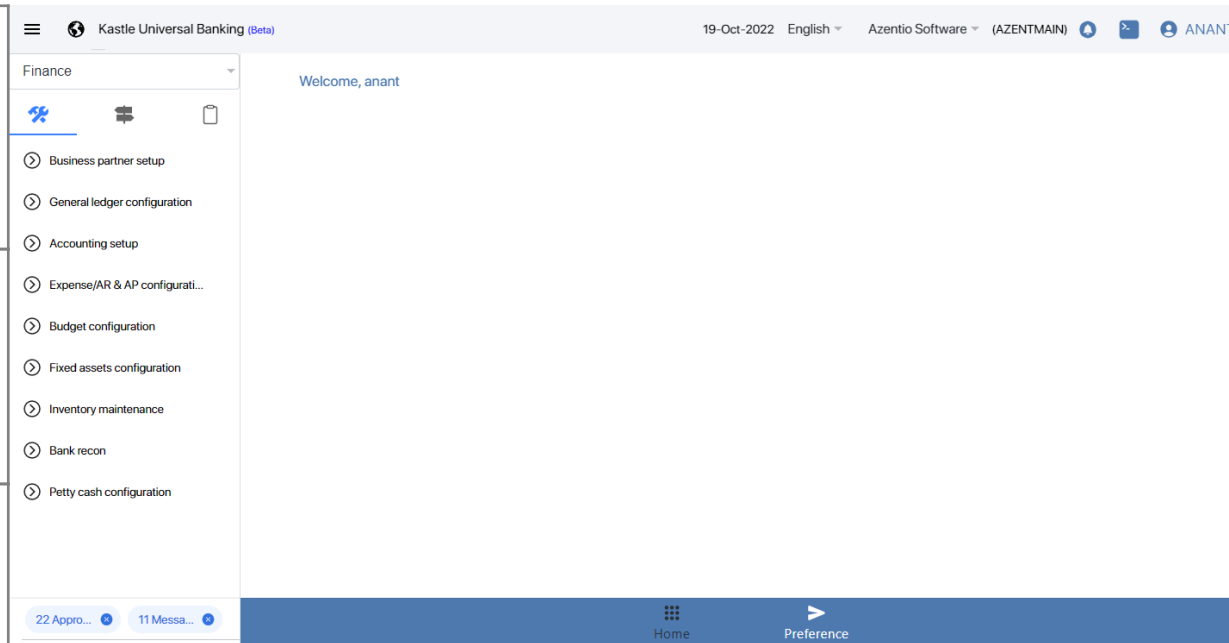 Kastle Universal Banking (Beta)
19-Oct-2022 English Azentio Software (AZENTMAIN) ANANT
Finance
Welcome, anant
Business partner setup
General ledger configuration
Accounting setup
Expense/AR & AP configurati...
Budget configuration
Fixed assets configuration
Inventory maintenance
Bank recon
Petty cash configuration
22 Appro... 11 Messa...
Home Preference